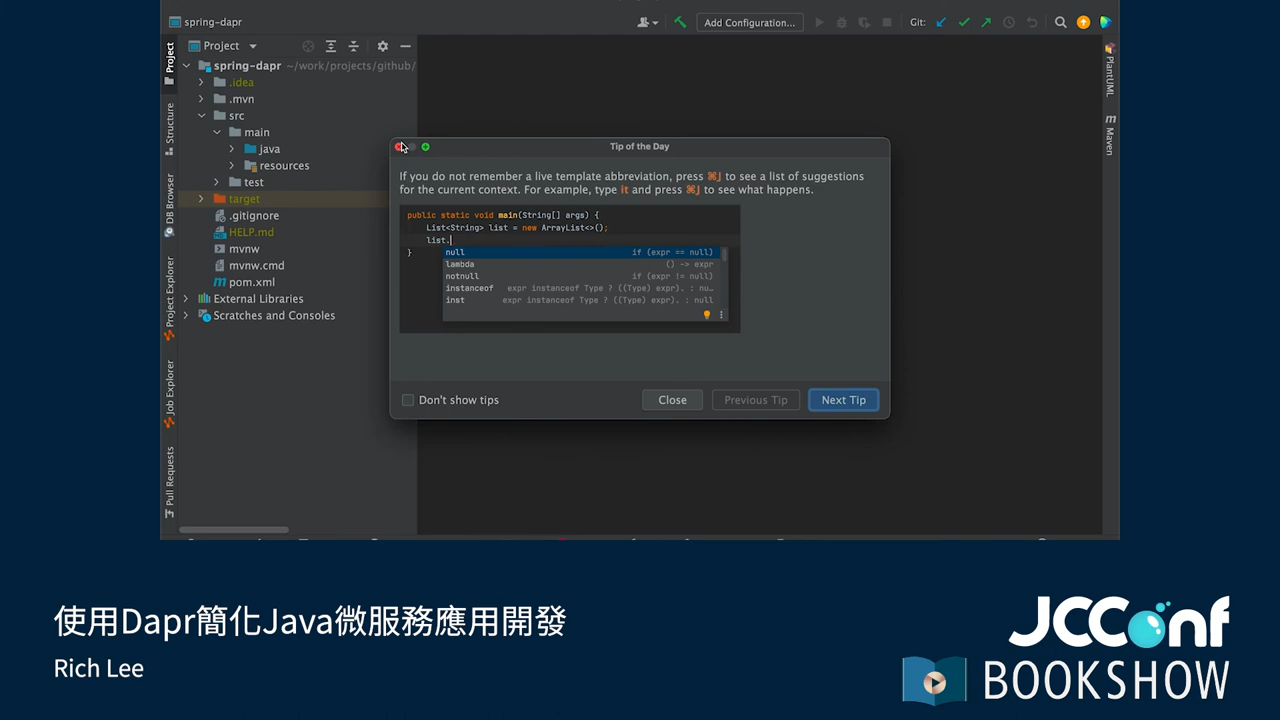 spring-dapr
Add Configuration...
Git:
Project
Project
Structure
DB Browser
Project Explorer
Job Explorer
Pull Requests
spring-dapr ~/work/projects/github/
.idea
.mvn
src
main
java
resources
test
target
.gitignore
HELP.md
mvnw
mvnw.cmd
pom.xml
External Libraries
Scratches and Consoles
PlantUML
Maven
Tip of the Day
If you do not remember a live template abbreviation, press ⌘J to see a list of suggestions
for the current context. For example, type it and press ⌘J to see what happens.
public static void main(String[] args) {
List<String> list = new ArrayList<>();
list.
}
null if (expr == null)
lambda () -> expr
notnull if (expr != null)
instanceof expr instanceof Type ? ((Type) expr). : nu…
inst expr instanceof Type ? ((Type) expr). : null
Don't show tips
Close
Previous Tip
Next Tip
使用Dapr簡化Java微服務應用開發
Rich Lee
JCConf
BOOKSHOW